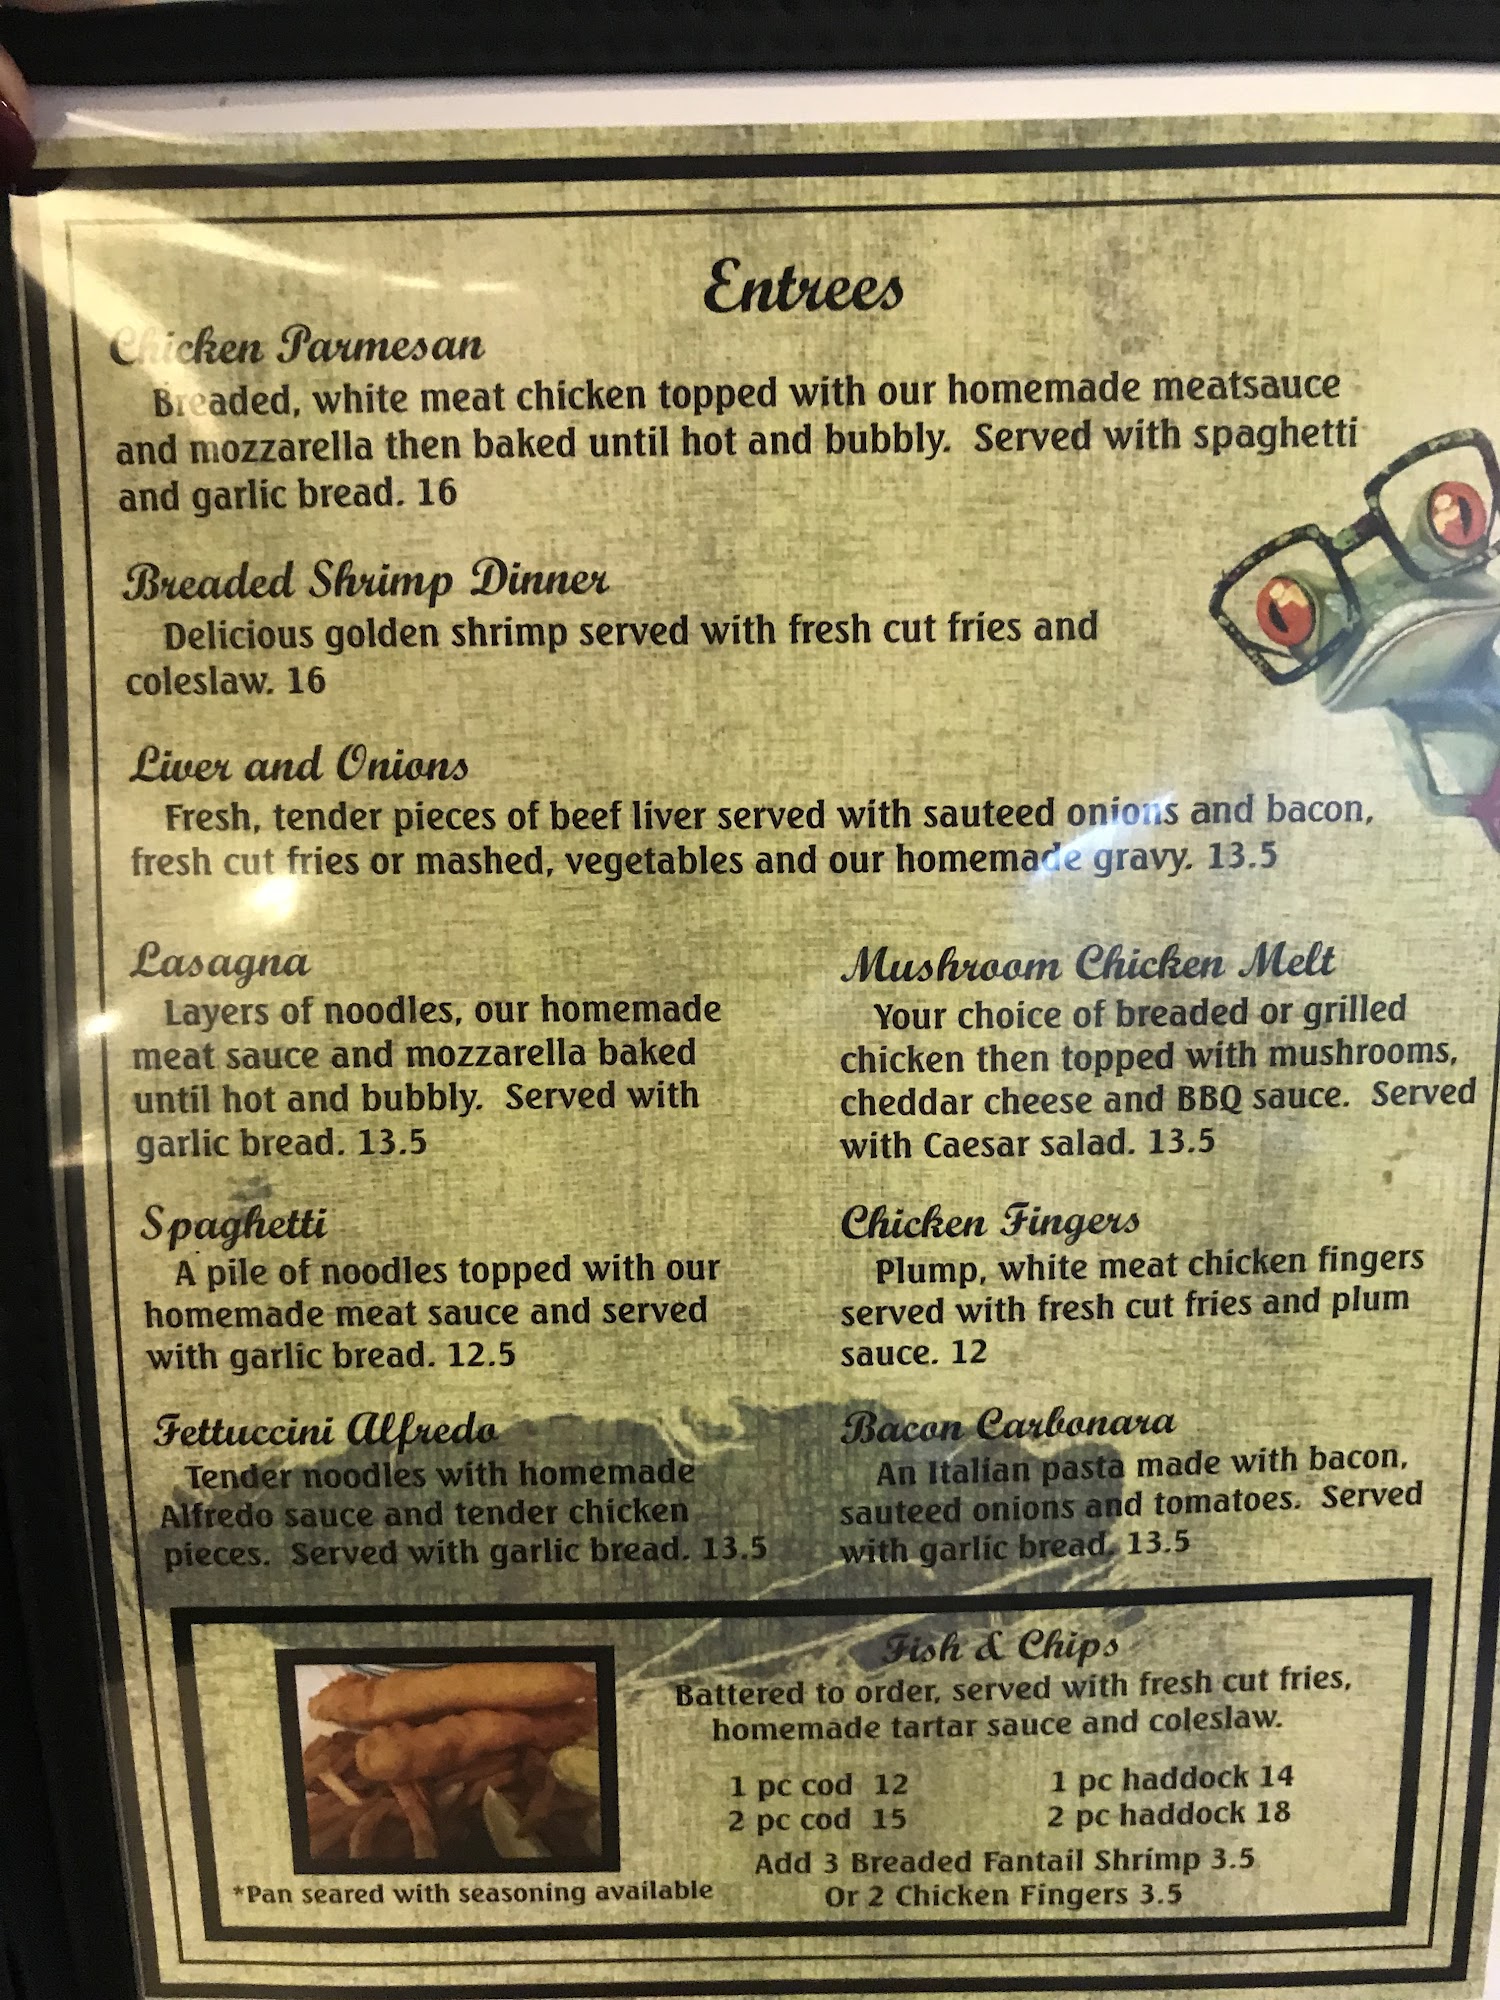 Entrees
Chicken Parmesan
Breaded, white meat chicken topped with our homemade meatsauce
and mozzarella then baked until hot and bubbly. Served with spaghetti
and garlic bread. 16
Breaded Shrimp Dinner
Delicious golden shrimp served with fresh cut fries and
coleslaw. 16
Liver and Onions
Fresh, tender pieces of beef liver served with sauteed onions and bacon,
fresh cut fries or mashed, vegetables and our homemade gravy. 13.5
Lasagna
Layers of noodles, our homemade
meat sauce and mozzarella baked
until hot and bubbly. Served with
garlic bread. 13.5
Spaghetti
A pile of noodles topped with our
homemade meat sauce and served
with garlic bread. 12.5
Fettuccini Alfredo
Tender noodles with homemade
Alfredo sauce and tender chicken
pieces. Served with garlic bread. 13.5
Mushroom Chicken Melt
Your choice of breaded or grilled
chicken then topped with mushrooms,
cheddar cheese and BBQ sauce. Served
with Caesar salad. 13.5
Chicken Fingers
Plump, white meat chicken fingers
served with fresh cut fries and plum
sauce. 12
Bacon Carbonara
An Italian pasta made with bacon,
sauteed onions and tomatoes. Served
with garlic bread. 13.5
Fish & Chips
Battered to order, served with fresh cut fries,
homemade tartar sauce and coleslaw.
1 pc cod 12
2 pc cod 15
1 pc haddock 14
2 pc haddock 18
Add 3 Breaded Fantail Shrimp 3.5
Or 2 Chicken Fingers 3.5
*Pan seared with seasoning available